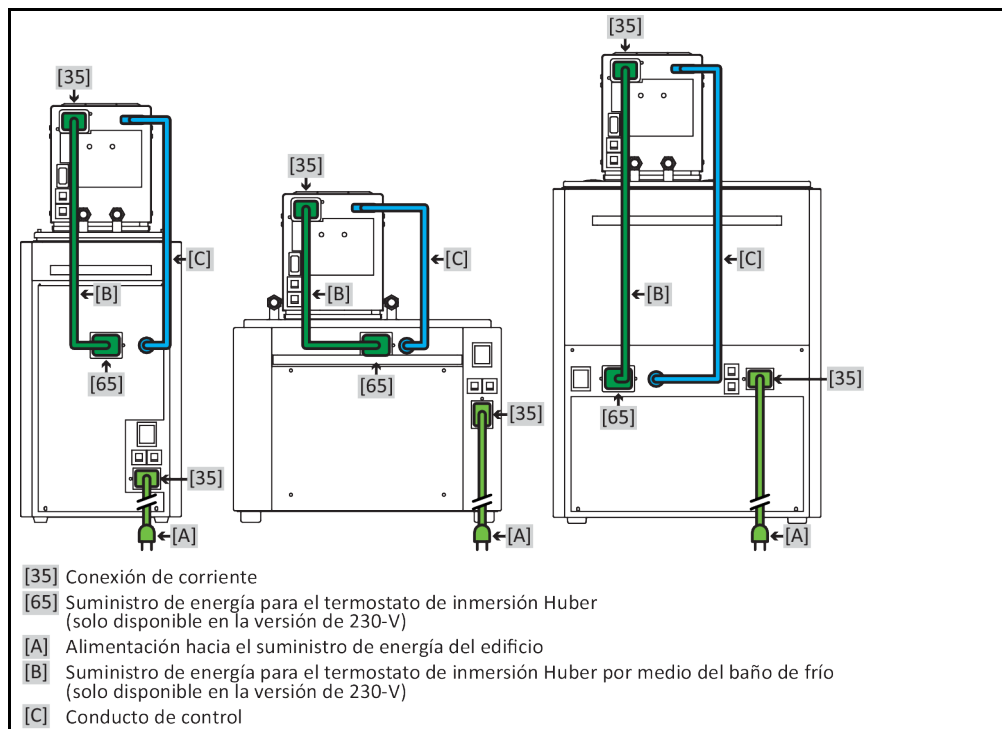 [35]
[35]
[35]
[B]
[C]
[65]
[35]
[A]
[B]
[C]
[65]
[35]
[A]
[B]
[C]
[65]
[35]
[A]
[35] Conexión de corriente
[65] Suministro de energía para el termostato de inmersión Huber
(solo disponible en la versión de 230-V)
[A] Alimentación hacia el suministro de energía del edificio
[B] Suministro de energía para el termostato de inmersión Huber por medio del baño de frío
(solo disponible en la versión de 230-V)
[C] Conducto de control